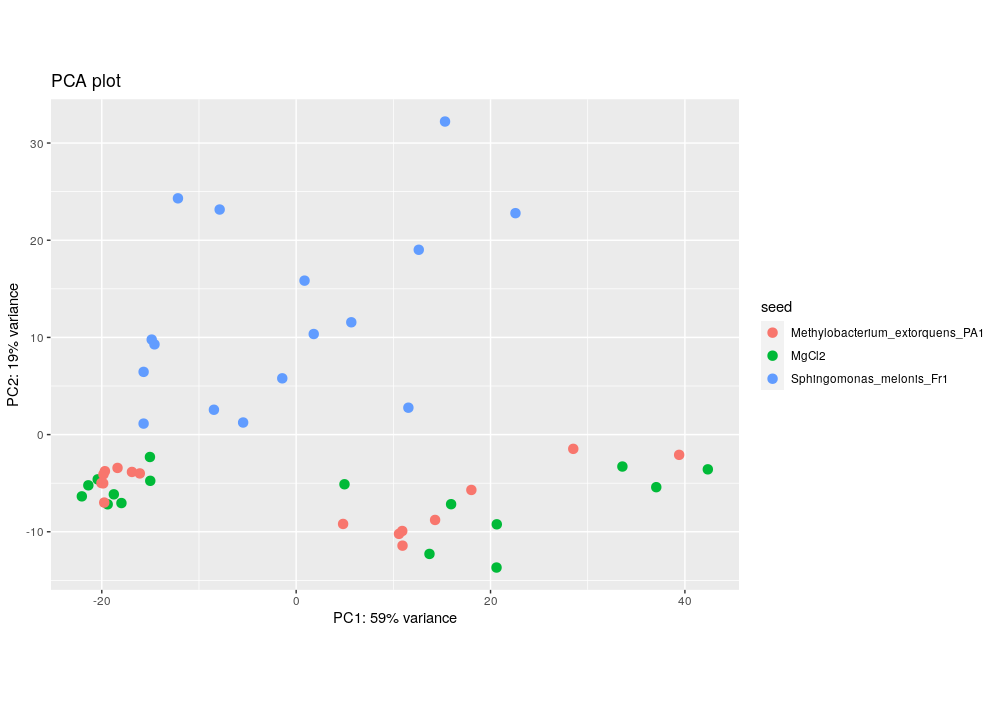 PCA plot
30
20
10
0
-10
PC2: 19% variance
-20
0
20
40
PC1: 59% variance
seed
Methylobacterium_extorquens_PA1
MgCl2
Sphingomonas_melonis_Fr1